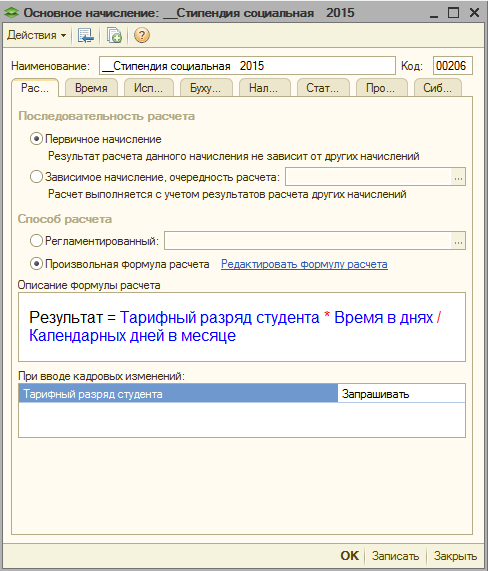 Основное начисление: __Стипендия социальная 2015
Действия
Наименование: __Стипендия социальная 2015 Код: 00206
Рас... Время Исп... Буху... Нал... Стат... Про... Сиб...
Последовательность расчета
Первичное начисление
Результат расчета данного начисления не зависит от других начислений
Зависимое начисление, очередность расчета: ...
Расчет выполняется с учетом результатов расчета других начислений
Способ расчета
Регламентированный: ...
Произвольная формула расчета Редактировать формулу расчета
Описание формулы расчета
Результат = Тарифный разряд студента * Время в днях /
Календарных дней в месяце
При вводе кадровых изменений:
Тарифный разряд студента Запрашивать
OK Записать Закрыть